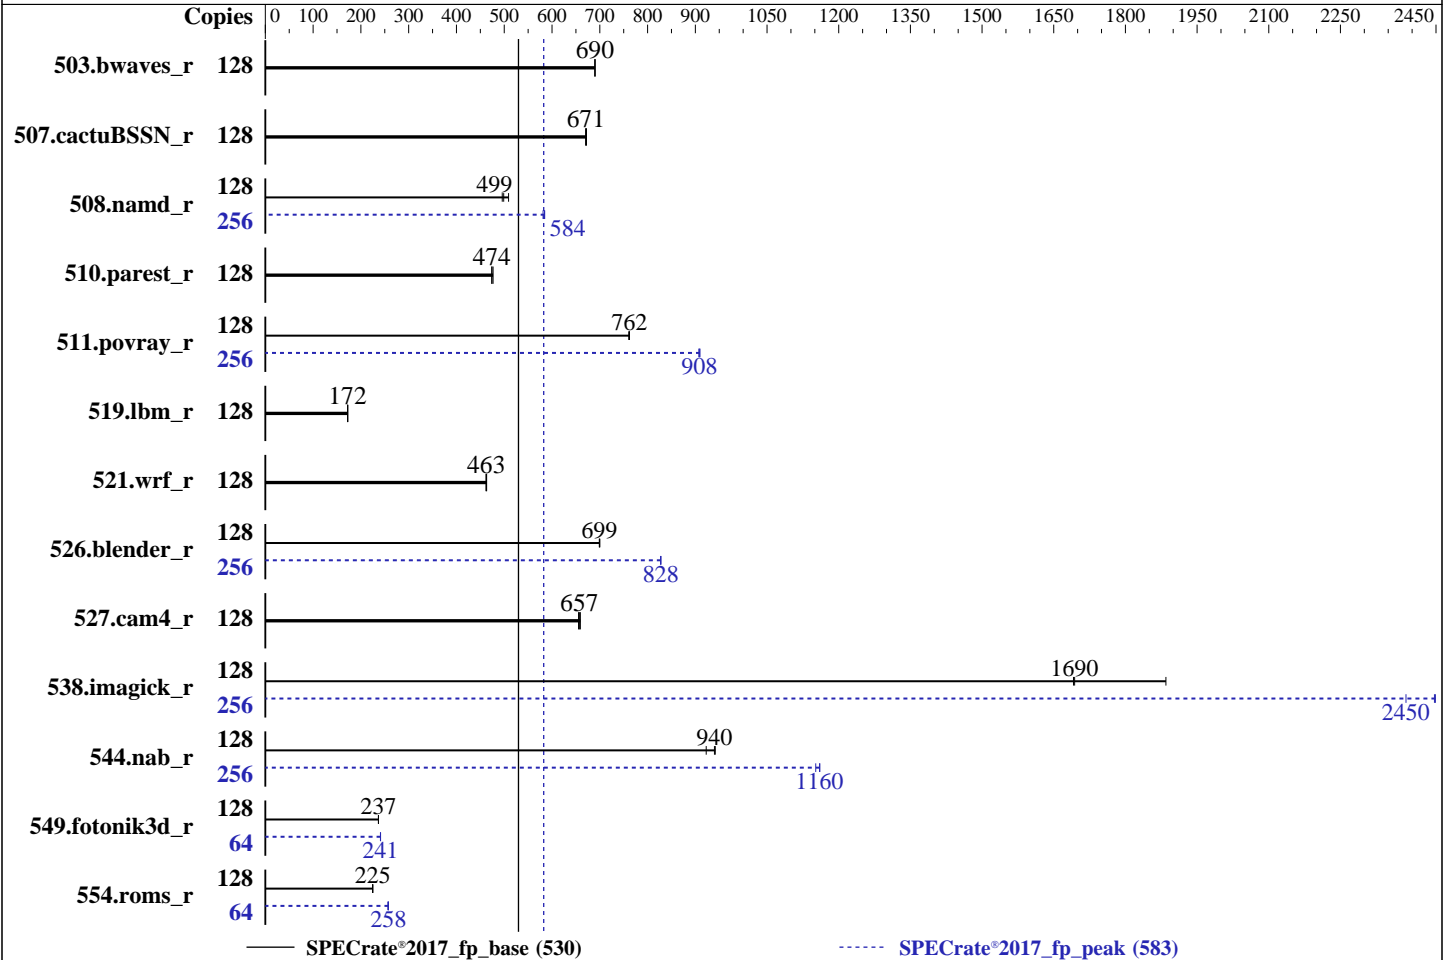 Copies 0 100 200 300 400 500 600 700 800 900 1050 1200 1350 1500 1650 1800 1950 2100 2250 2450
690
503.bwaves_r 128
671
507.cactuBSSN_r 128
128 499
508.namd_r
256 584
474
510.parest_r 128
128 762
511.povray_r
256 908
172
519.lbm_r 128
463
521.wrf_r 128
128 699
526.blender_r
256 828
657
527.cam4_r 128
128 1690
538.imagick_r
256 2450
128 940
544.nab_r
256 1160
128 237
549.fotonik3d_r
64 241
128 225
554.roms_r
64 258
SPECrate®2017_fp_base (530) SPECrate®2017_fp_peak (583)